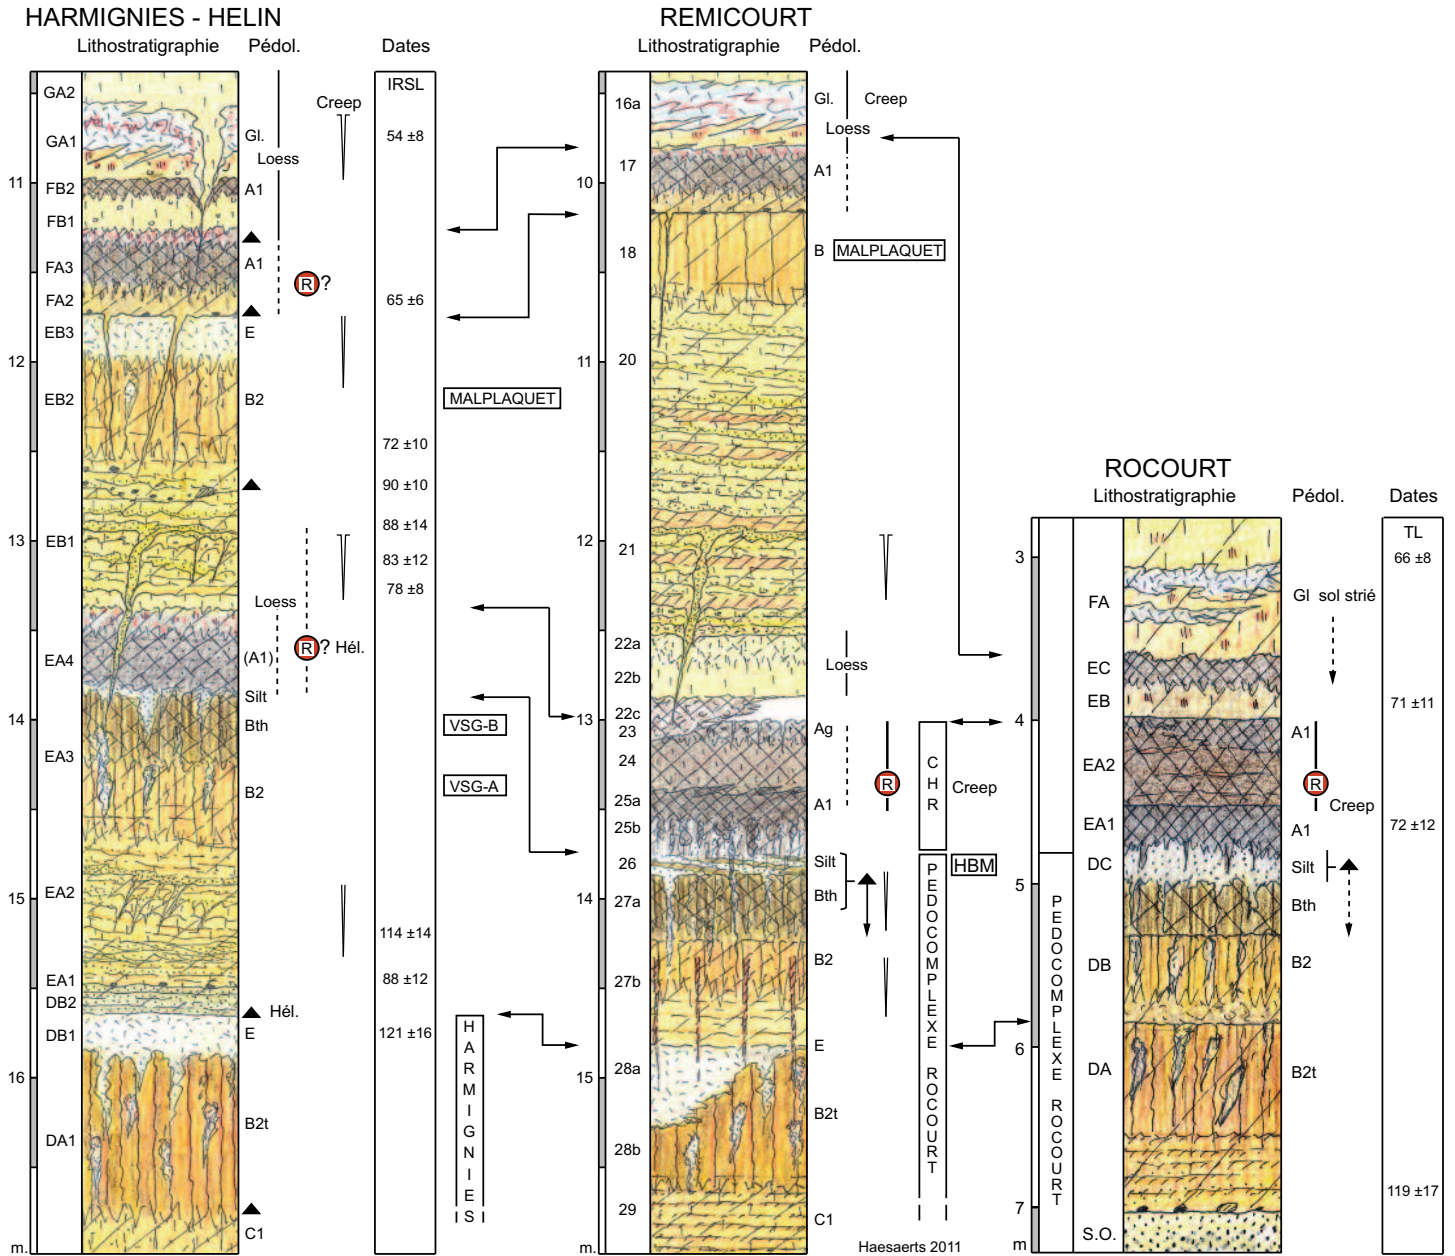 HARMIGNIES - HELIN
Lithostratigraphie Pédol. Dates
IRSL
GA2
Creep
GA1
Gl.
54 ±8
Loess
11
FB2
A1
FB1
FA3
A1
R ?
FA2
65 ±6
EB3
E
12
EB2
B2
MALPLAQUET
72 ±10
90 ±10
88 ±14
13
EB1
83 ±12
78 ±8
Loess
EA4
(A1)
R ? Hél.
Silt
14
Bth
VSG-B
EA3
VSG-A
B2
15
EA2
114 ±14
EA1
88 ±12
DB2
Hél.
DB1
E
121 ±16
HARMIGNIES
16
B2t
DA1
C1
m.
REMICOURT
Lithostratigraphie Pédol.
16a
Gl.
Creep
Loess
17
A1
10
18
B
MALPLAQUET
11
20
12
21
22a
22b
Loess
22c
13
23
Ag
24
R
CHR
Creep
25a
A1
25b
26
Silt
HBM
14
27a
Bth
PEDOCOMPLEXE ROCOURT
B2
27b
E
28a
15
B2t
28b
29
C1
m.
Haesaerts 2011
ROCOURT
Lithostratigraphie Pédol. Dates
TL
3
66 ±8
FA
Gl sol strié
EC
EB
71 ±11
4
A1
EA2
R
Creep
EA1
A1
72 ±12
DC
Silt
5
Bth
PEDOCOMPLEXE ROCOURT
DB
B2
6
DA
B2t
119 ±17
7
S.O.
m